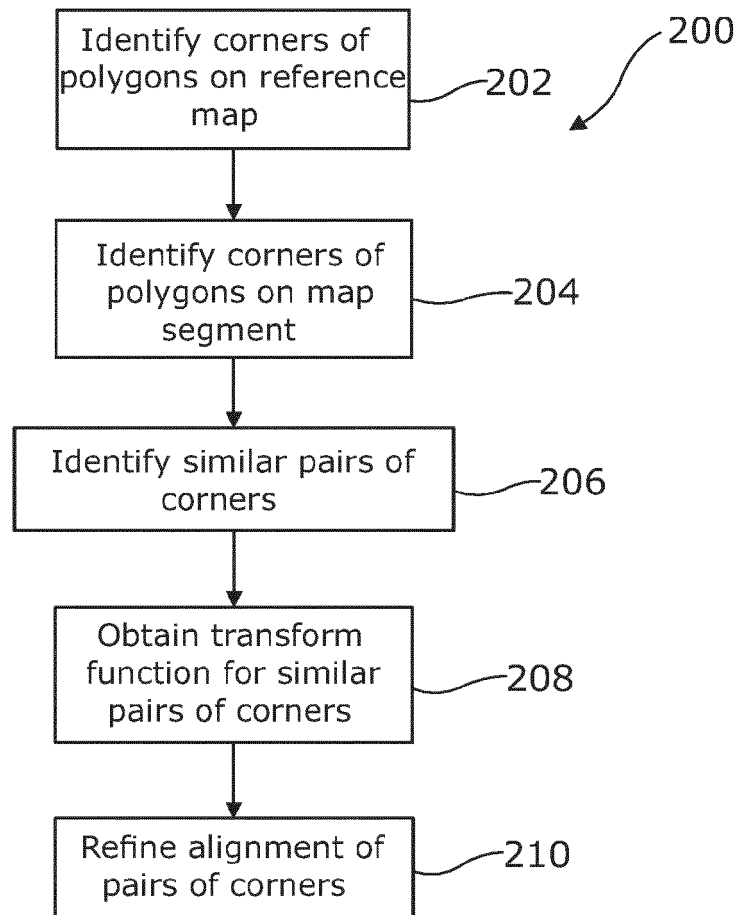 Identify corners of
polygons on reference
map
200
202
Identify corners of
polygons on map
segment
204
Identify similar pairs of
corners
206
Obtain transform
function for similar
pairs of corners
208
Refine alignment of
pairs of corners
210